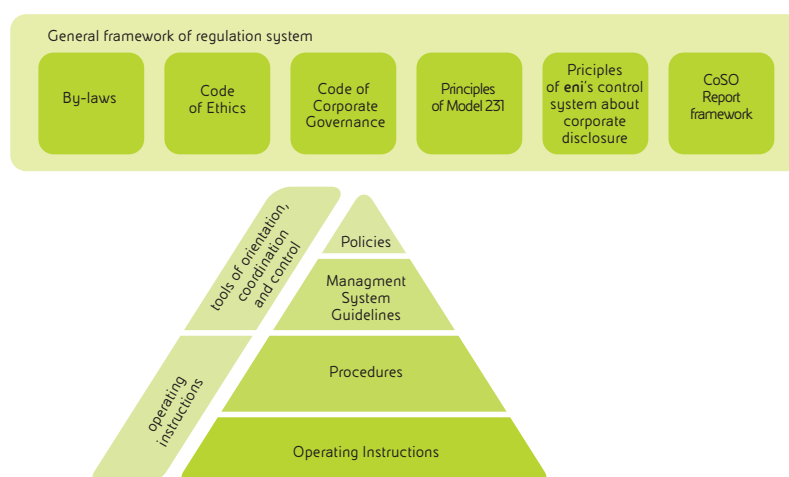 General framework of regulation system
By-laws
Code
of Ethics
Code of
Corporate
Governance
Principles
of Model 231
Priciples
of eni's control
system about
corporate
disclosure
CoSO
Report
framework
tools of orientation,
coordination
and control
operating
instructions
Policies
Managment
System
Guidelines
Procedures
Operating Instructions